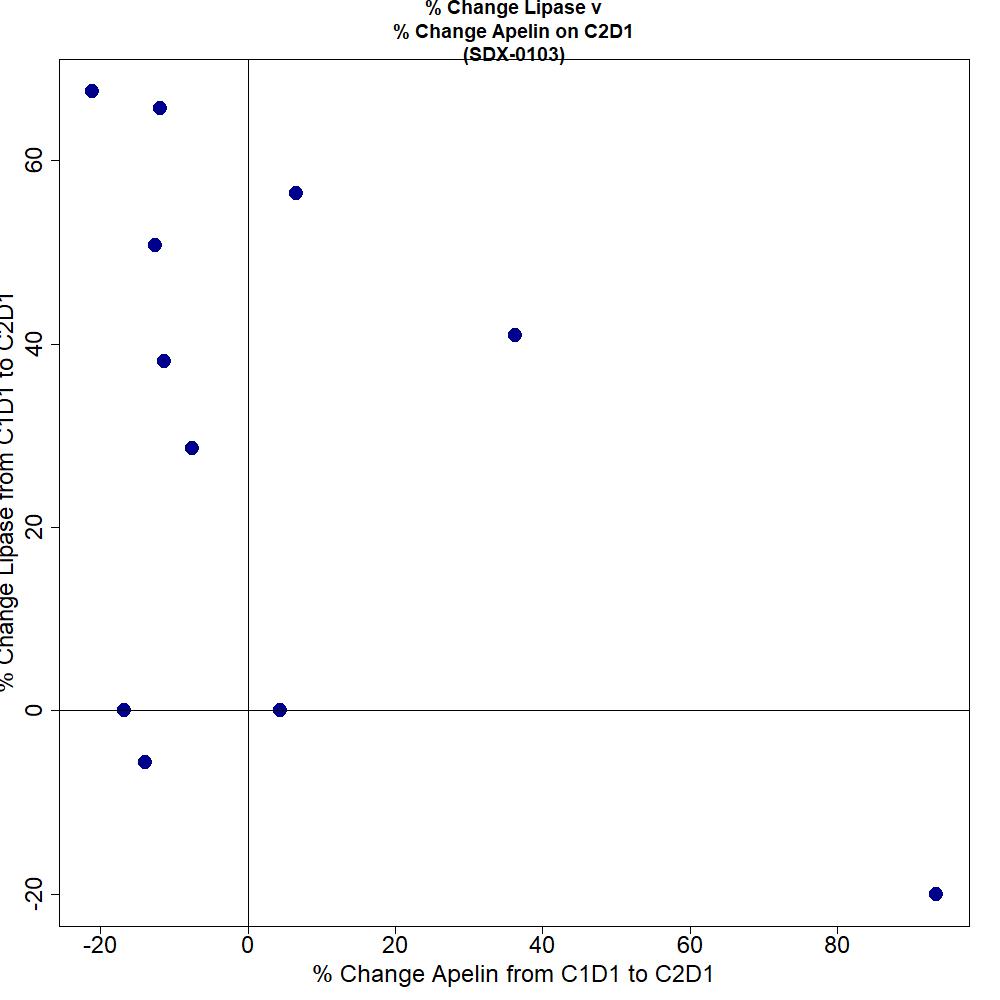 % Change Lipase v
% Change Apelin on C2D1
(SDX-0103)
% Change Lipase from C1D1 to C2D1
60
40
20
0
-20
-20
0
20
40
60
80
% Change Apelin from C1D1 to C2D1